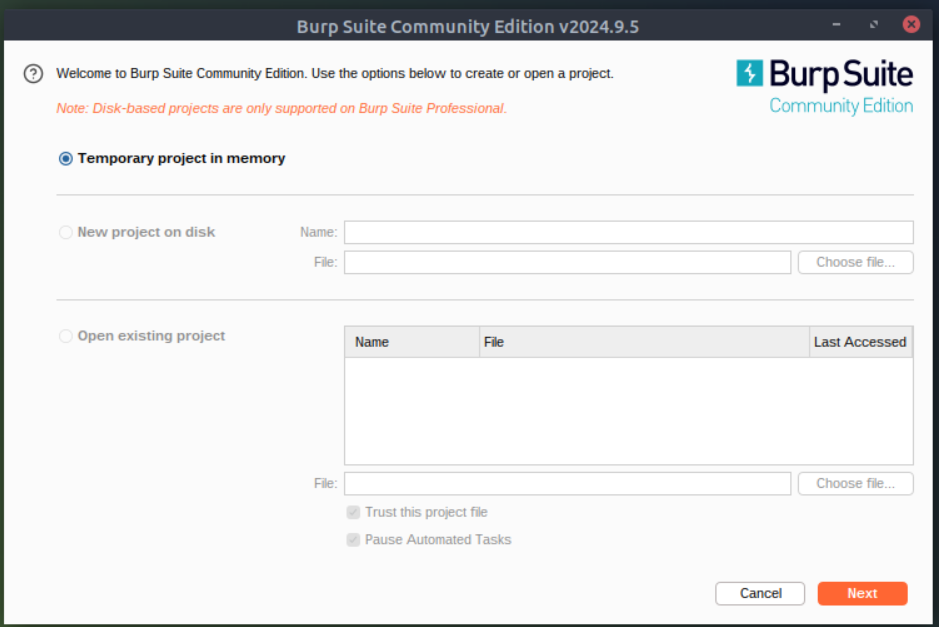 Burp Suite Community Edition v2024.9.5
Welcome to Burp Suite Community Edition. Use the options below to create or open a project.
Note: Disk-based projects are only supported on Burp Suite Professional.
Burp Suite
Community Edition
Temporary project in memory
New project on disk
Name:
File:
Choose file...
Open existing project
Name File Last Accessed
File:
Choose file...
Trust this project file
Pause Automated Tasks
Cancel Next